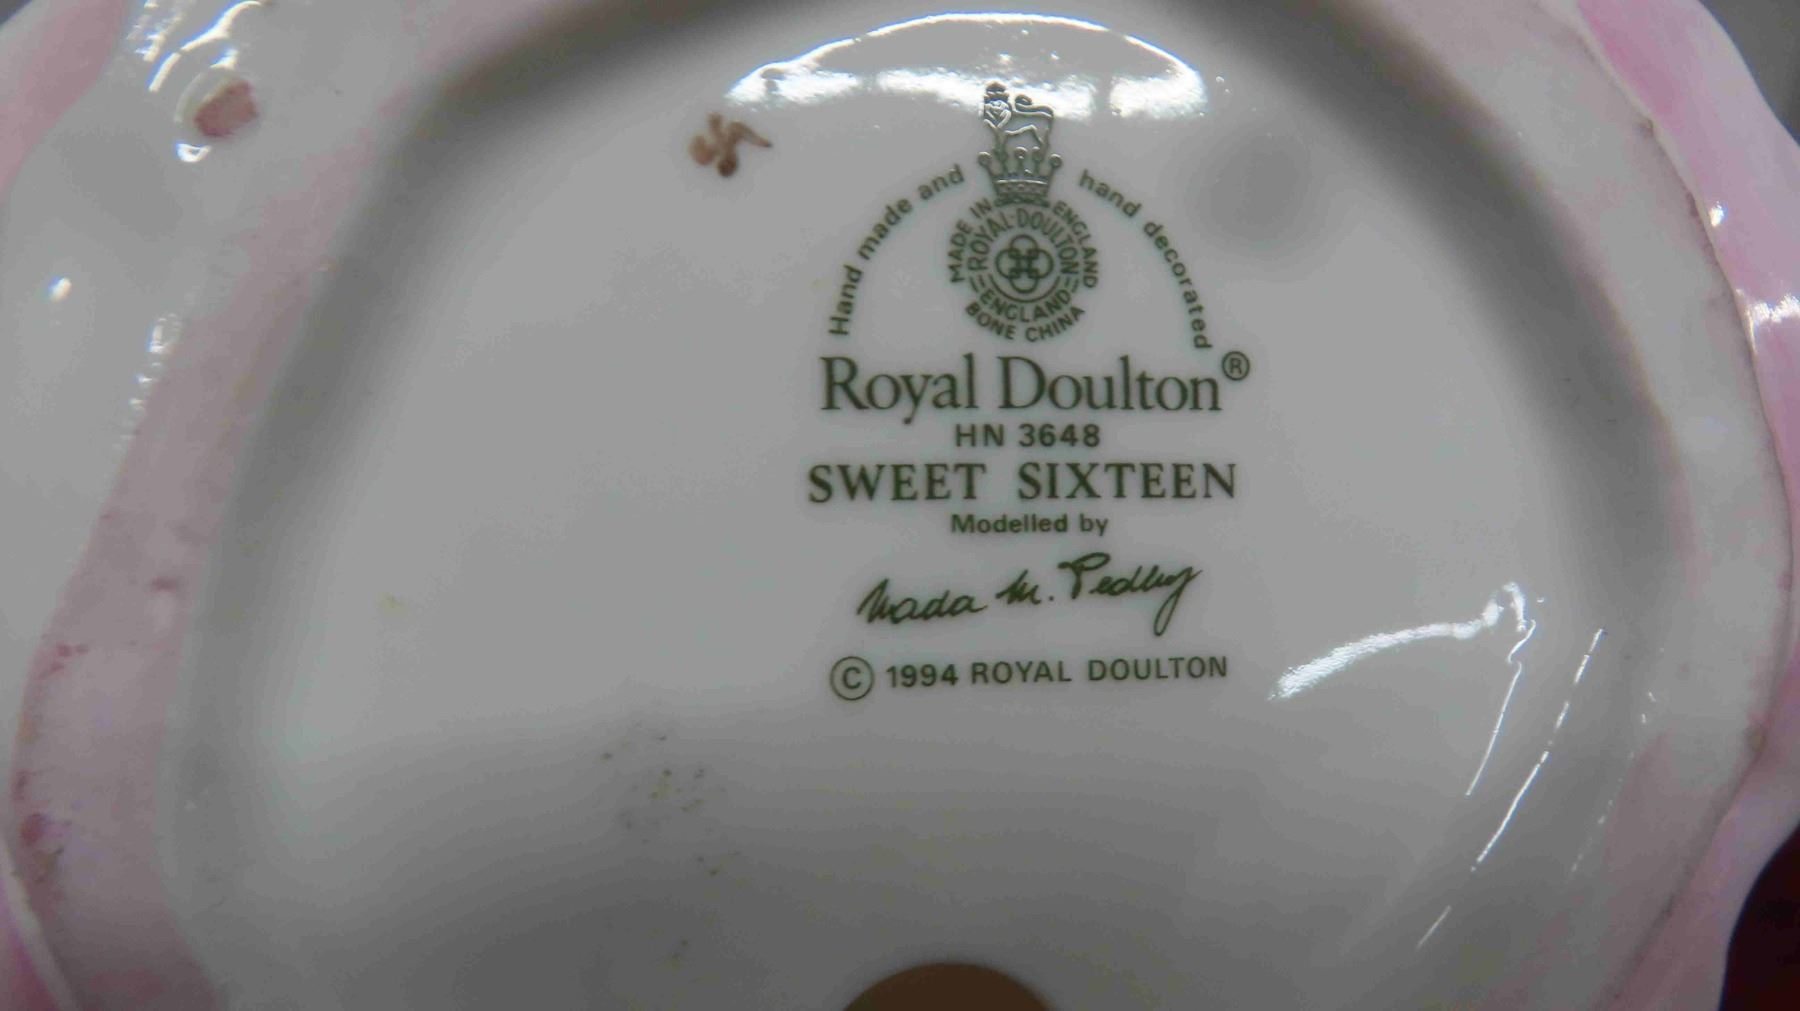 Hand made and hand decorated
MADE IN ENGLAND
ROYAL·DOULTON
ENGLAND
BONE CHINA
Royal Doulton®
HN 3648
SWEET SIXTEEN
Modelled by
Nada M. Pedley
© 1994 ROYAL DOULTON